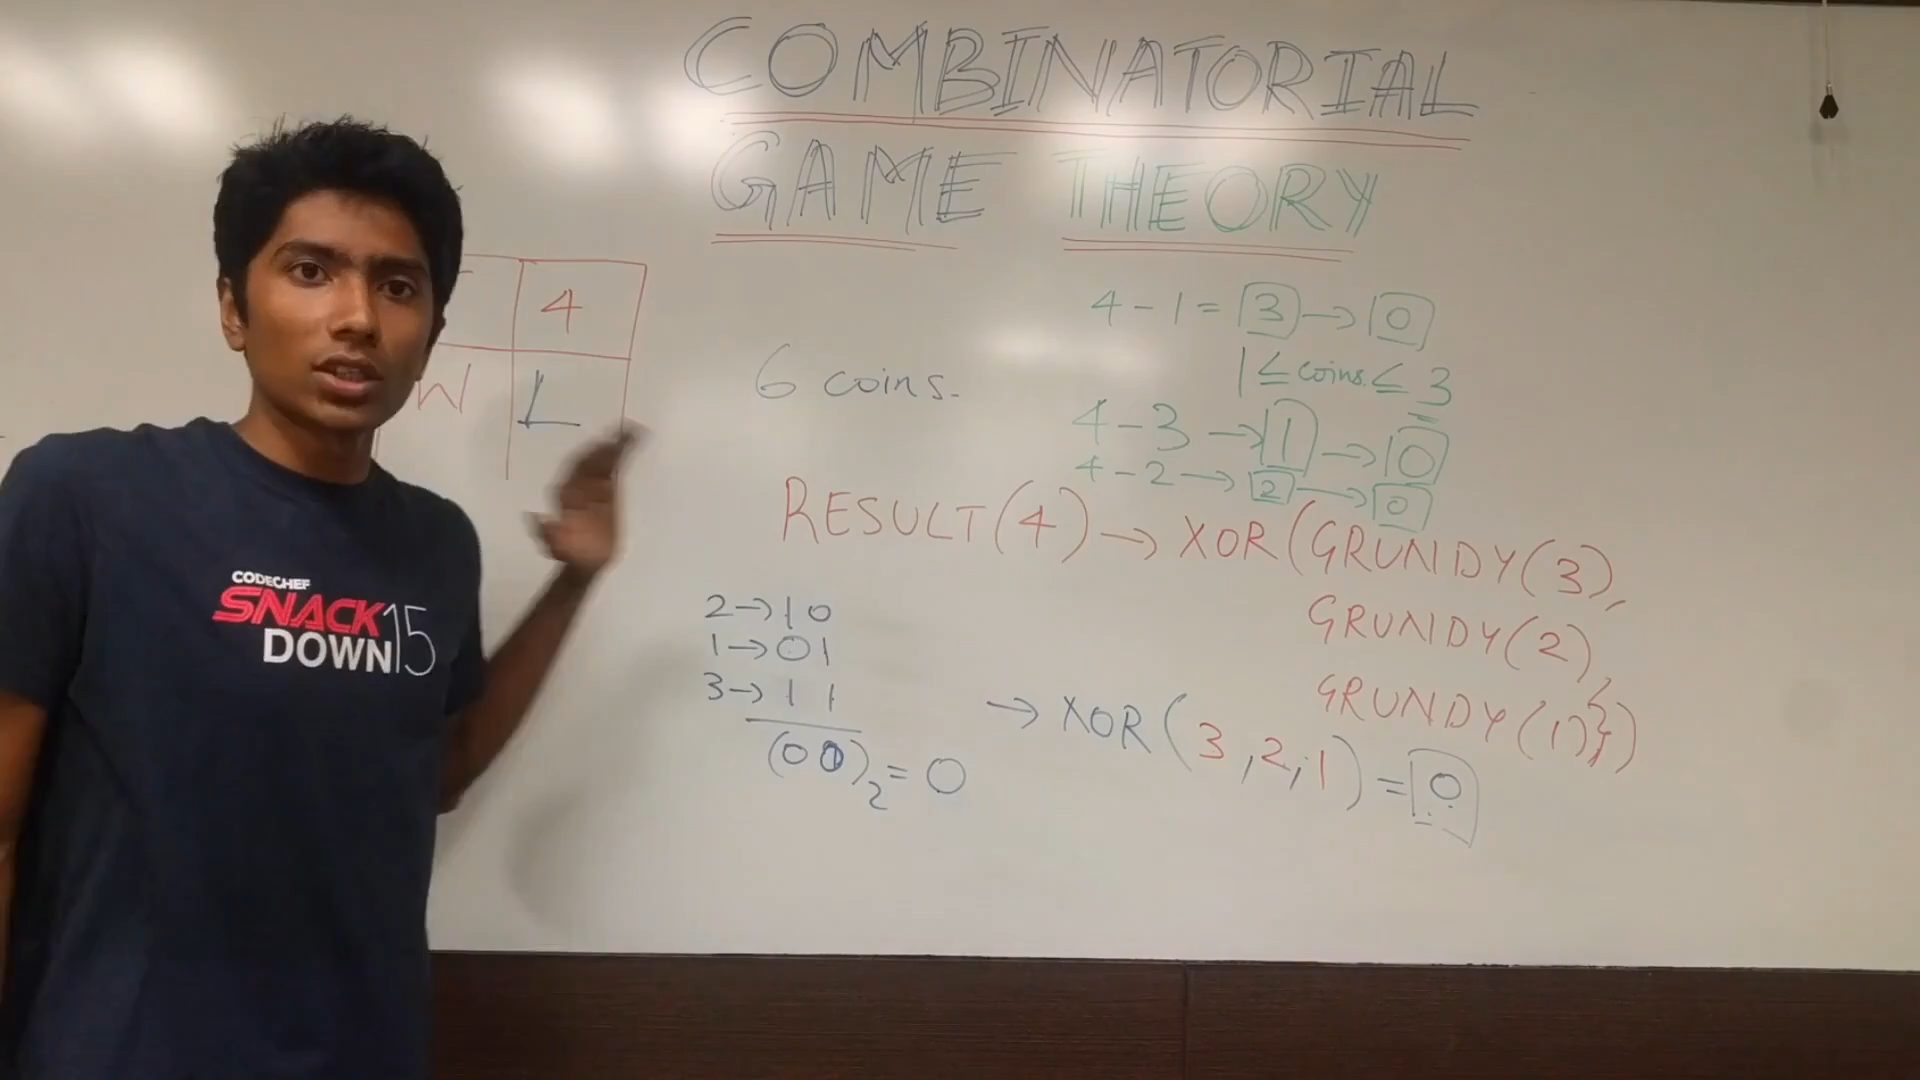 COMBINATORIAL
GAME THEORY
4
W L
6 coins.
4 - 1 = 3 → 0
1 ≤ coins ≤ 3
4 - 3 → 1 → 0
4 - 2 → 2 → 0
RESULT(4) → XOR(GRUNDY(3),
GRUNDY(2),
GRUNDY(1)})
2 → 1 0
1 → 0 1
3 → 1 1
(00)₂ = 0
→ XOR(3,2,1) = 0
CODECHEF
SNACK
DOWN15